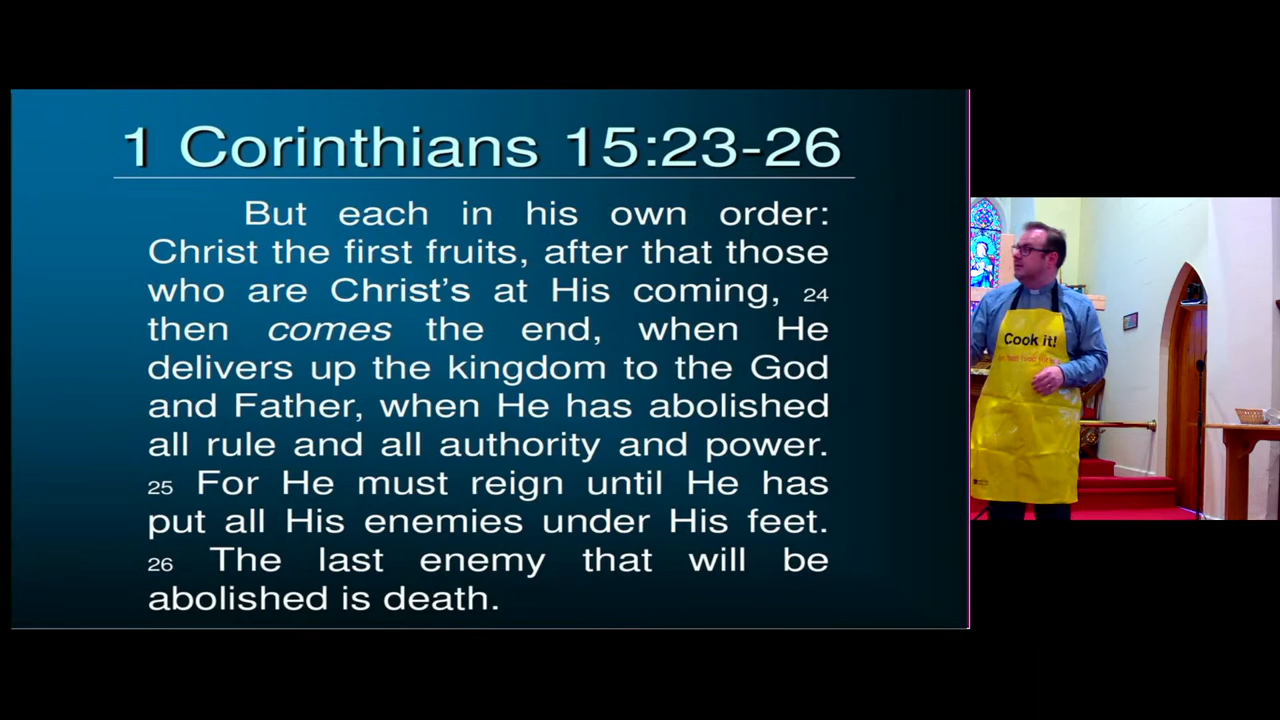 1 Corinthians 15:23-26
But each in his own order:
Christ the first fruits, after that those
who are Christ's at His coming, 24
then comes the end, when He
delivers up the kingdom to the God
and Father, when He has abolished
all rule and all authority and power.
25 For He must reign until He has
put all His enemies under His feet.
26 The last enemy that will be
abolished is death.
Cook it!